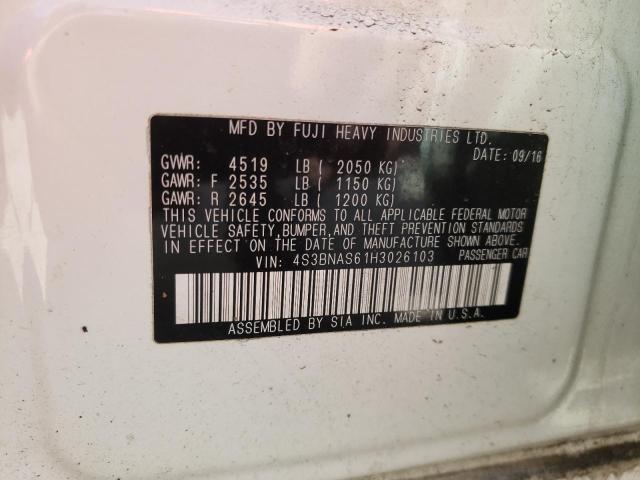 MFD BY FUJI HEAVY INDUSTRIES LTD.
DATE: 09/16
GVWR: 4519 LB ( 2050 KG)
GAWR: F 2535 LB ( 1150 KG)
GAWR: R 2645 LB ( 1200 KG)
THIS VEHICLE CONFORMS TO ALL APPLICABLE FEDERAL MOTOR
VEHICLE SAFETY, BUMPER, AND THEFT PREVENTION STANDARDS
IN EFFECT ON THE DATE OF MANUFACTURE SHOWN ABOVE.
VIN: 4S3BNAS61H3026103 PASSENGER CAR
ASSEMBLED BY SIA INC. MADE IN U.S.A.